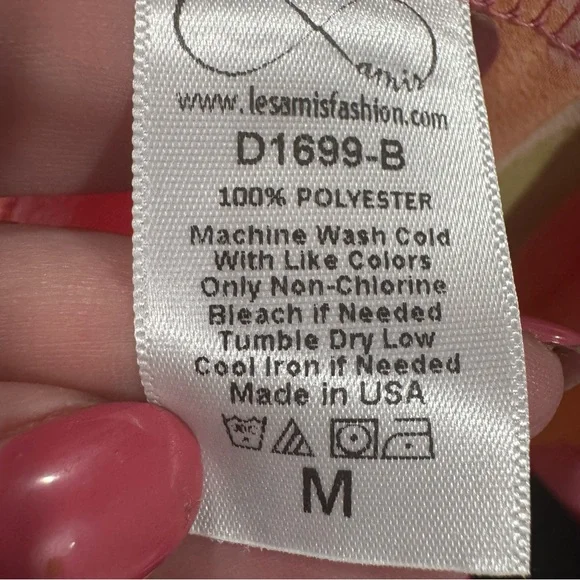 amir
www.lesamisfashion.com
D1699-B
100% POLYESTER
Machine Wash Cold
With Like Colors
Only Non-Chlorine
Bleach if Needed
Tumble Dry Low
Cool Iron if Needed
Made in USA
M